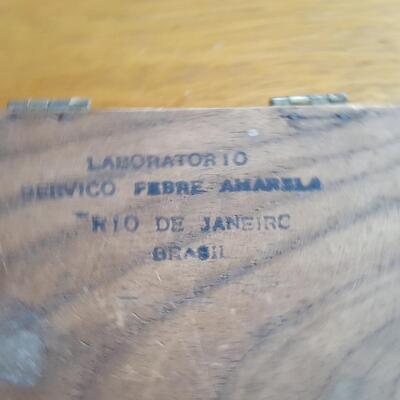 LABORATORIO
SERVICO FEBRE AMARELA
RIO DE JANEIRO
BRASIL